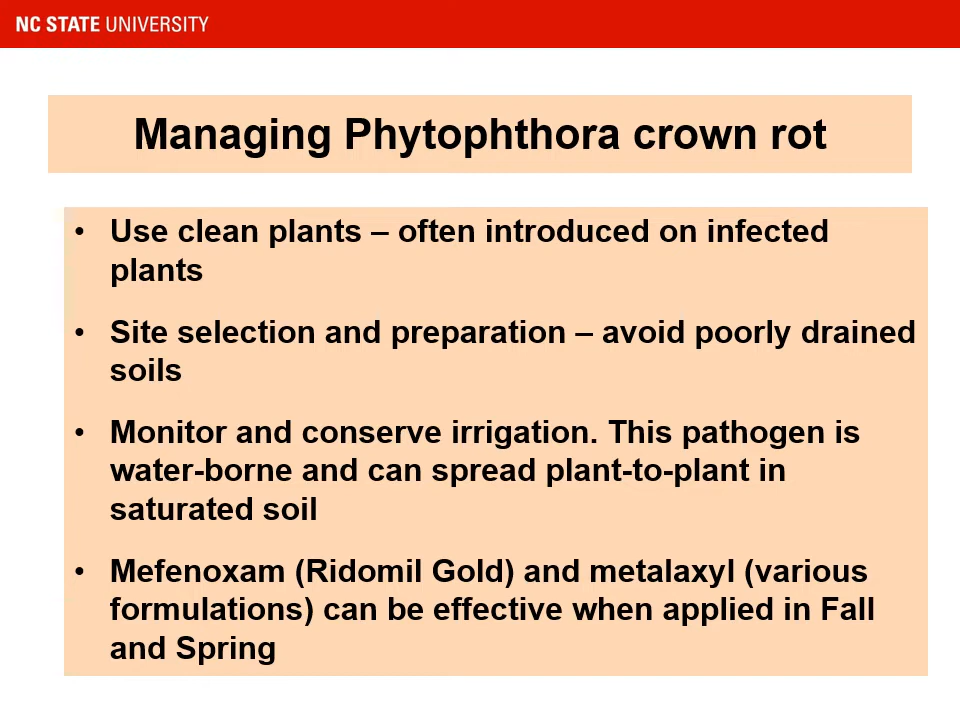 NC STATE UNIVERSITY
Managing Phytophthora crown rot
• Use clean plants – often introduced on infected
plants
• Site selection and preparation – avoid poorly drained
soils
• Monitor and conserve irrigation. This pathogen is
water-borne and can spread plant-to-plant in
saturated soil
• Mefenoxam (Ridomil Gold) and metalaxyl (various
formulations) can be effective when applied in Fall
and Spring